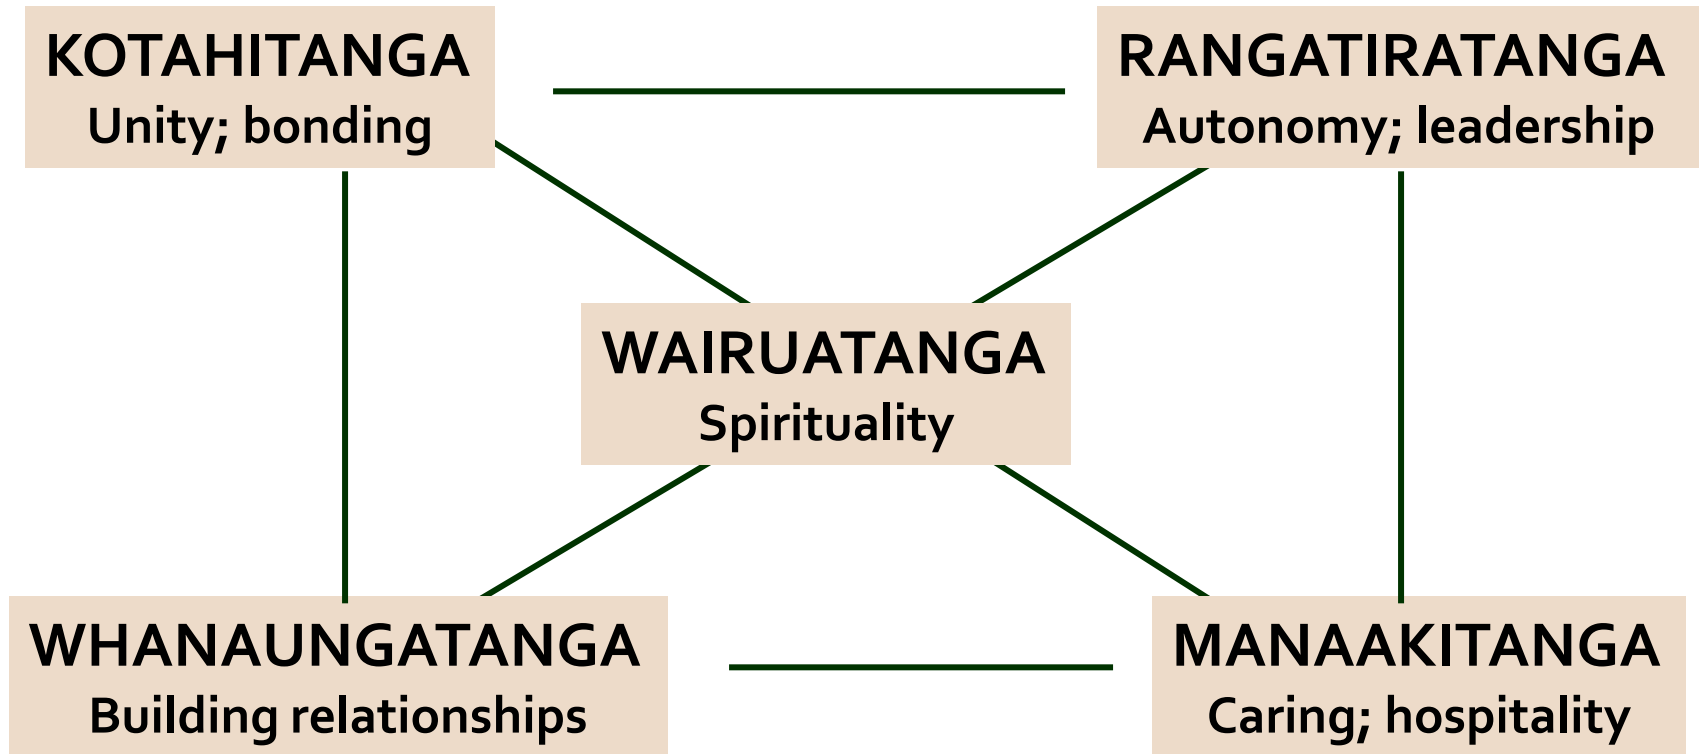 KOTAHITANGA
Unity; bonding
RANGATIRATANGA
Autonomy; leadership
WAIRUATANGA
Spirituality
WHANAUNGATANGA
Building relationships
MANAAKITANGA
Caring; hospitality